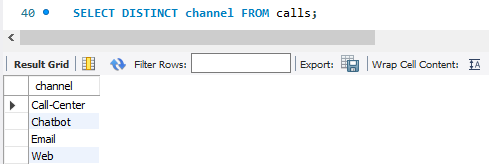 40 SELECT DISTINCT channel FROM calls;
Result Grid Filter Rows: Export: Wrap Cell Content:
channel
Call-Center
Chatbot
Email
Web